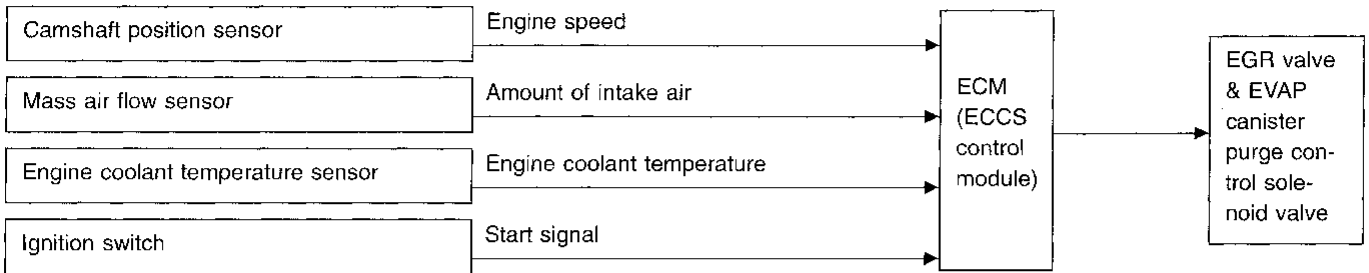 Camshaft position sensor
Engine speed
Mass air flow sensor
Amount of intake air
Engine coolant temperature sensor
Engine coolant temperature
Ignition switch
Start signal
ECM
(ECCS
control
module)
EGR valve
& EVAP
canister
purge con-
trol sole-
noid valve